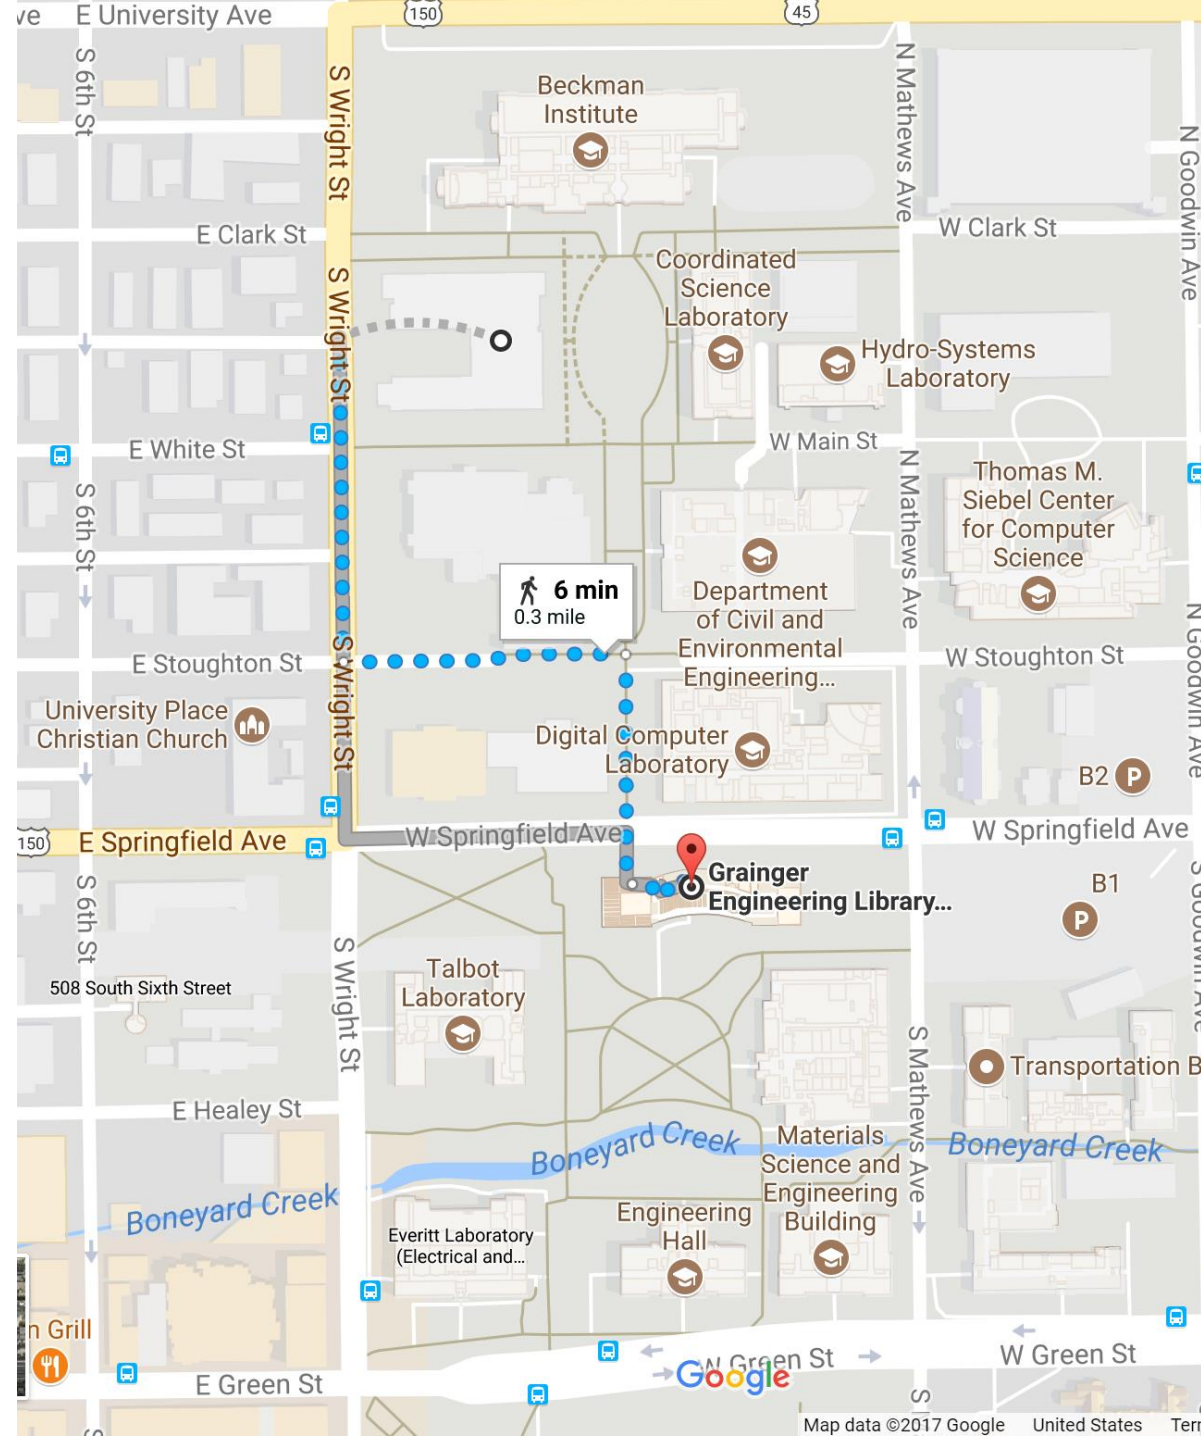 ve
E University Ave
150
45
S 6th St
S Wright St
N Mathews Ave
N Goodwin Ave
Beckman
Institute
E Clark St
W Clark St
S Wright St
Coordinated
Science
Laboratory
Hydro-Systems
Laboratory
E White St
W Main St
S 6th St
N Mathews Ave
Thomas M.
Siebel Center
for Computer
Science
6 min
0.3 mile
Department
of Civil and
Environmental
Engineering...
E Stoughton St
W Stoughton St
N Goodwin Ave
S Wright St
University Place
Christian Church
Digital Computer
Laboratory
B2
P
150
E Springfield Ave
W Springfield Ave
W Springfield Ave
Grainger
Engineering Library...
B1
P
S Goodwin Ave
S 6th St
S Wright St
508 South Sixth Street
Talbot
Laboratory
S Mathews Ave
Transportation B
E Healey St
Boneyard Creek
Boneyard Creek
Boneyard Creek
Materials
Science and
Engineering
Building
Everitt Laboratory
(Electrical and...
Engineering
Hall
n Grill
E Green St
W Green St
W Green St
Google
S
Map data ©2017 Google United States Terr